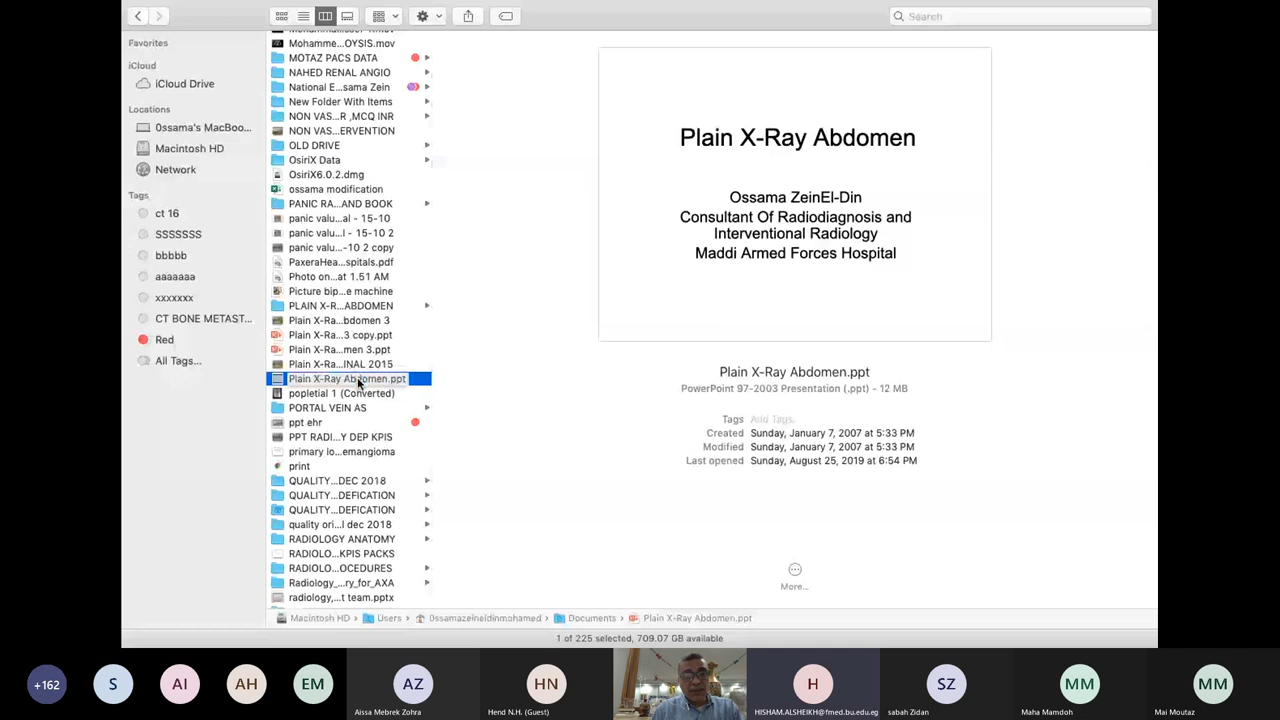 Search
Favorites
iCloud
iCloud Drive
Locations
0ssama's MacBoo...
Macintosh HD
Network
Tags
ct 16
SSSSSSS
bbbbb
aaaaaaa
xxxxxxx
CT BONE METAST...
Red
All Tags...
Mohamme...OYSIS.mov
MOTAZ PACS DATA
NAHED RENAL ANGIO
National E...sama Zein
New Folder With Items
NON VAS...R ,MCQ INR
NON VAS...ERVENTION
OLD DRIVE
OsiriX Data
OsiriX6.0.2.dmg
ossama modification
PANIC RA...AND BOOK
panic valu...al - 15-10
panic valu...l - 15-10 2
panic valu...-10 2 copy
PaxeraHea...spitals.pdf
Photo on...at 1.51 AM
Picture bip...e machine
PLAIN X-R...ABDOMEN
Plain X-Ra...bdomen 3
Plain X-Ra...3 copy.ppt
Plain X-Ra...men 3.ppt
Plain X-Ra...INAL 2015
Plain X-Ray Abdomen.ppt
popletial 1 (Converted)
PORTAL VEIN AS
ppt ehr
PPT RADI...Y DEP KPIS
primary lo...emangioma
print
QUALITY...DEC 2018
QUALITY...DEFICATION
QUALITY...DEFICATION
quality ori...l dec 2018
RADIOLOGY ANATOMY
RADIOLO...KPIS PACKS
RADIOLO...OCEDURES
Radiology_...ry_for_AXA
radiology,...t team.pptx
Plain X-Ray Abdomen
Ossama ZeinEl-Din
Consultant Of Radiodiagnosis and
Interventional Radiology
Maddi Armed Forces Hospital
Plain X-Ray Abdomen.ppt
PowerPoint 97-2003 Presentation (.ppt) - 12 MB
Tags Add Tags...
Created Sunday, January 7, 2007 at 5:33 PM
Modified Sunday, January 7, 2007 at 5:33 PM
Last opened Sunday, August 25, 2019 at 6:54 PM
More...
Macintosh HD Users 0ssamazeineldinmohamed Documents Plain X-Ray Abdomen.ppt
1 of 225 selected, 709.07 GB available
+162 S AI AH EM AZ HN H SZ MM MM
Aissa Mebrek Zohra Hend N.H. (Guest) HISHAM.ALSHEIKH@fmed.bu.edu.eg sabah Zidan Maha Mamdoh Mai Moutaz